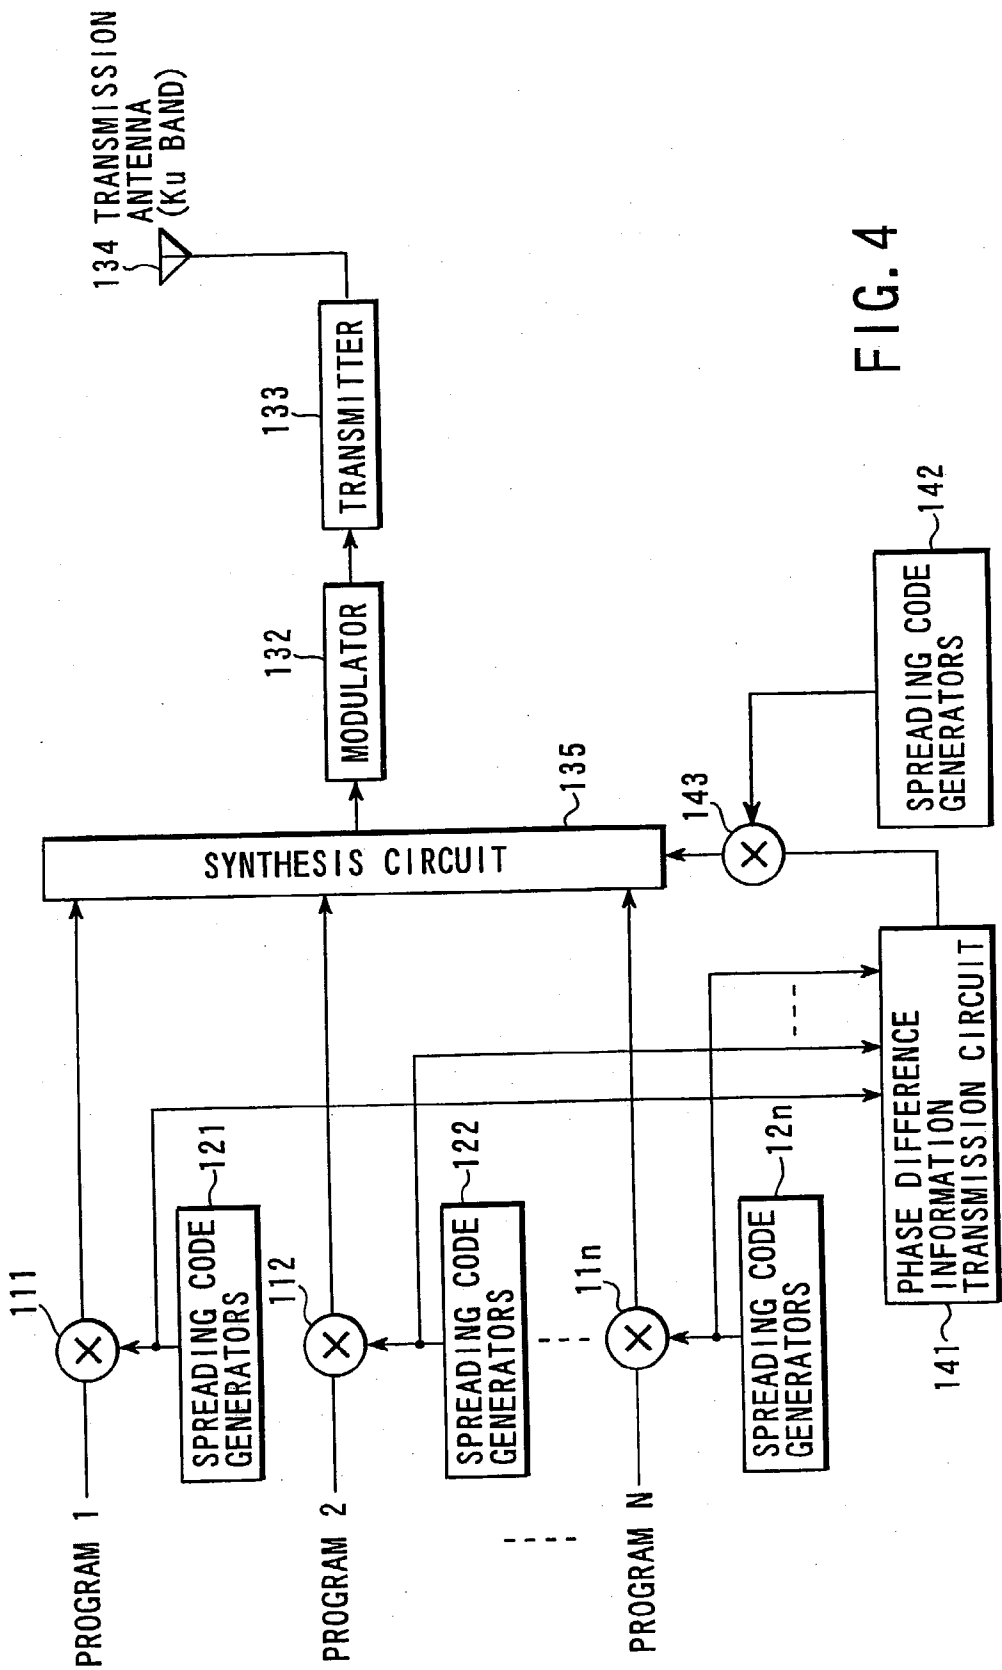 PROGRAM 1
111
SPREADING CODE
GENERATORS
121
PROGRAM 2
112
SPREADING CODE
GENERATORS
122
PROGRAM N
11n
SPREADING CODE
GENERATORS
12n
SYNTHESIS CIRCUIT
135
MODULATOR
132
TRANSMITTER
133
134 TRANSMISSION
ANTENNA
(Ku BAND)
143
SPREADING CODE
GENERATORS
142
PHASE DIFFERENCE
INFORMATION
TRANSMISSION CIRCUIT
141
FIG. 4